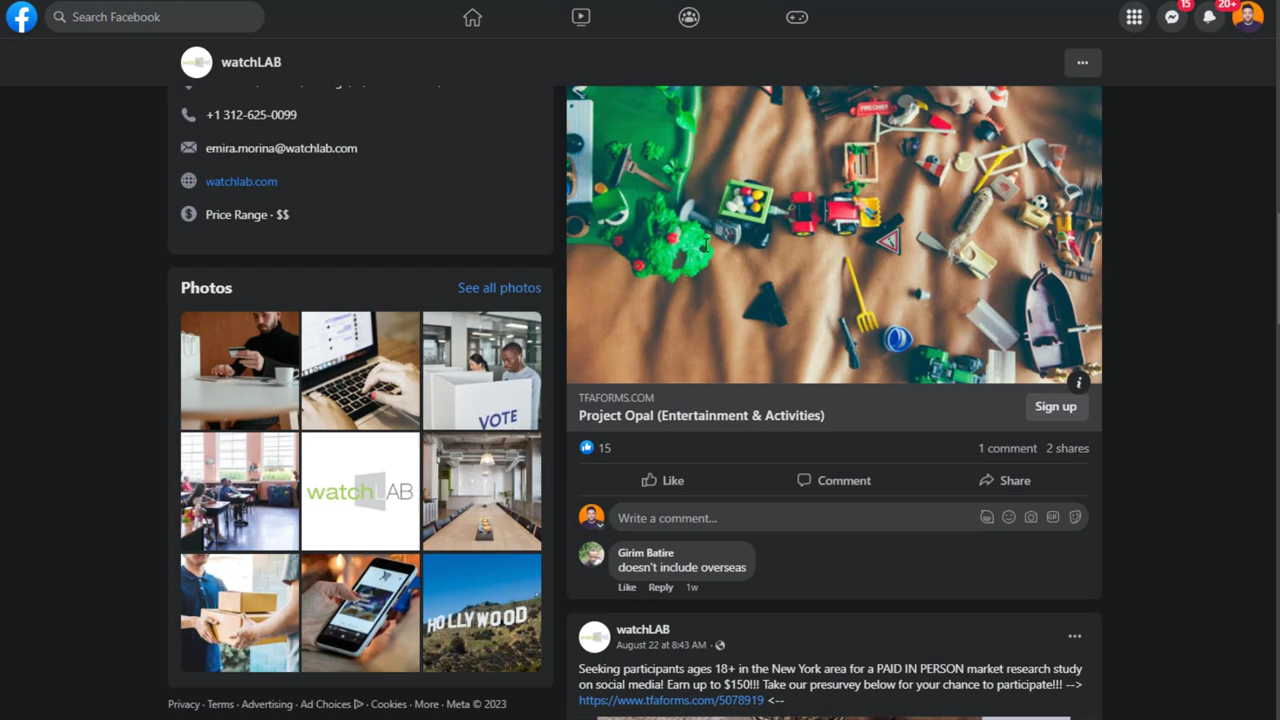 Search Facebook
15
20+
watchLAB
+1 312-625-0099
emira.morina@watchlab.com
watchlab.com
Price Range · $$
Photos
See all photos
VOTE
watchLAB
HOLLYWOOD
Privacy · Terms · Advertising · Ad Choices · Cookies · More · Meta © 2023
FIRE CHIEF
TFAFORMS.COM
Project Opal (Entertainment & Activities)
Sign up
15
1 comment 2 shares
Like
Comment
Share
Write a comment...
GIF
Girim Batire
doesn't include overseas
Like Reply 1w
watchLAB
August 22 at 8:43 AM ·
Seeking participants ages 18+ in the New York area for a PAID IN PERSON market research study
on social media! Earn up to $150!!! Take our presurvey below for your chance to participate!!! -->
https://www.tfaforms.com/5078919 <--